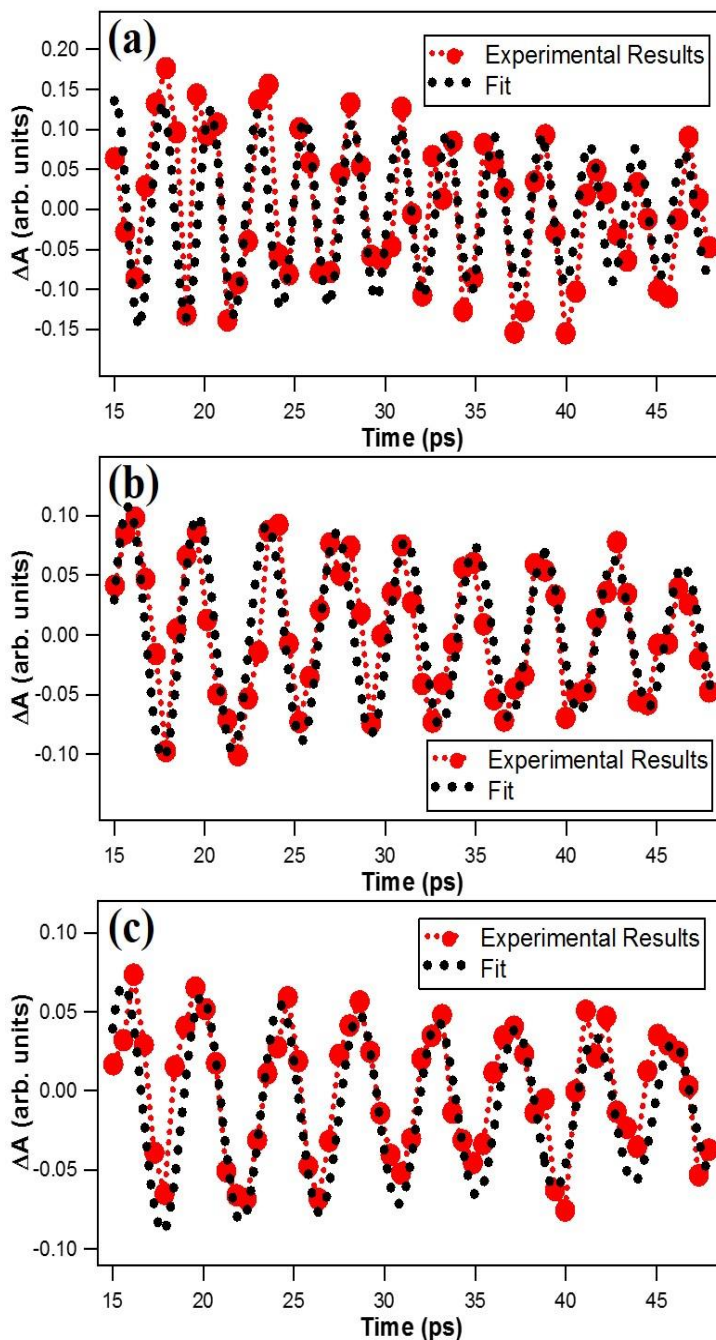 (a)
Experimental Results
Fit
ΔA (arb. units)
0.20
0.15
0.10
0.05
0.00
-0.05
-0.10
-0.15
15 20 25 30 35 40 45
Time (ps)
(b)
Experimental Results
Fit
ΔA (arb. units)
0.10
0.05
0.00
-0.05
-0.10
15 20 25 30 35 40 45
Time (ps)
(c)
Experimental Results
Fit
ΔA (arb. units)
0.10
0.05
0.00
-0.05
-0.10
15 20 25 30 35 40 45
Time (ps)